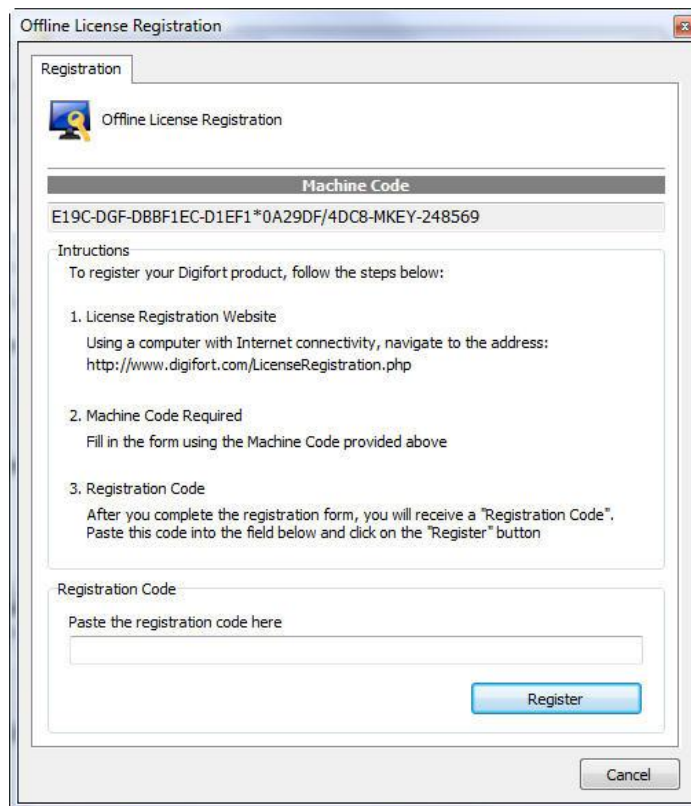 Offline License Registration
Registration
Offline License Registration
Machine Code
E19C-DGF-DBBF1EC-D1EF1*0A29DF/4DC8-MKEY-248569
Intructions
To register your Digifort product, follow the steps below:
1. License Registration Website
Using a computer with Internet connectivity, navigate to the address:
http://www.digifort.com/LicenseRegistration.php
2. Machine Code Required
Fill in the form using the Machine Code provided above
3. Registration Code
After you complete the registration form, you will receive a "Registration Code".
Paste this code into the field below and click on the "Register" button
Registration Code
Paste the registration code here
Register
Cancel